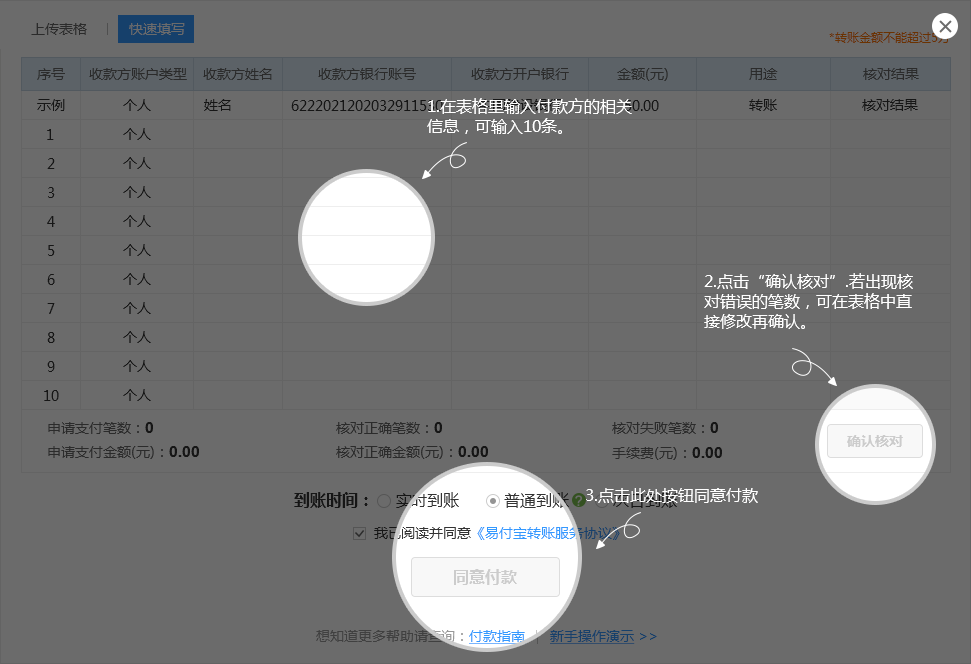 上传表格 | 快速填写
*转账金额不能超过5万
序号 收款方账户类型 收款方姓名 收款方银行账号 收款方开户银行 金额(元) 用途 核对结果
示例 个人 姓名 6222021202032911510 0.00 转账 核对结果
1.在表格里输入付款方的相关
信息，可输入10条。
1 个人
2 个人
3 个人
4 个人
5 个人
6 个人
7 个人
8 个人
9 个人
10 个人
2.点击“确认核对”.若出现核
对错误的笔数，可在表格中直
接修改再确认。
申请支付笔数：0 核对正确笔数：0 核对失败笔数：0
确认核对
申请支付金额(元)：0.00 核对正确金额(元)：0.00 手续费(元)：0.00
到账时间： 实时到账 普通到账 ? 次日到账
3.点击此处按钮同意付款
我已阅读并同意《易付宝转账服务协议》
同意付款
想知道更多帮助请查询：付款指南 | 新手操作演示 >>